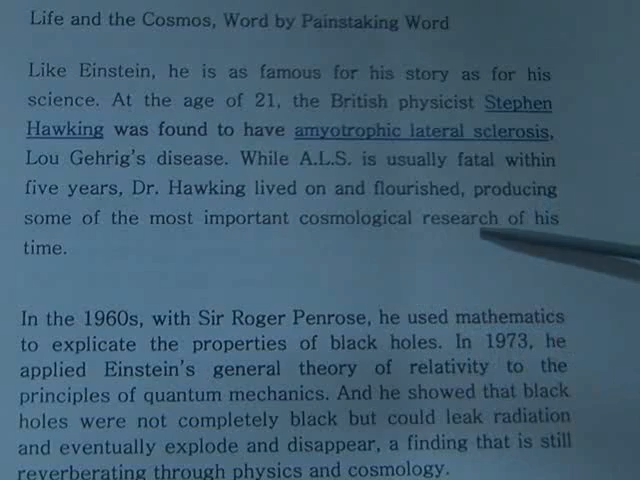 Life and the Cosmos, Word by Painstaking Word
Like Einstein, he is as famous for his story as for his
science. At the age of 21, the British physicist Stephen
Hawking was found to have amyotrophic lateral sclerosis,
Lou Gehrig's disease. While A.L.S. is usually fatal within
five years, Dr. Hawking lived on and flourished, producing
some of the most important cosmological research of his
time.
In the 1960s, with Sir Roger Penrose, he used mathematics
to explicate the properties of black holes. In 1973, he
applied Einstein's general theory of relativity to the
principles of quantum mechanics. And he showed that black
holes were not completely black but could leak radiation
and eventually explode and disappear, a finding that is still
reverberating through physics and cosmology.